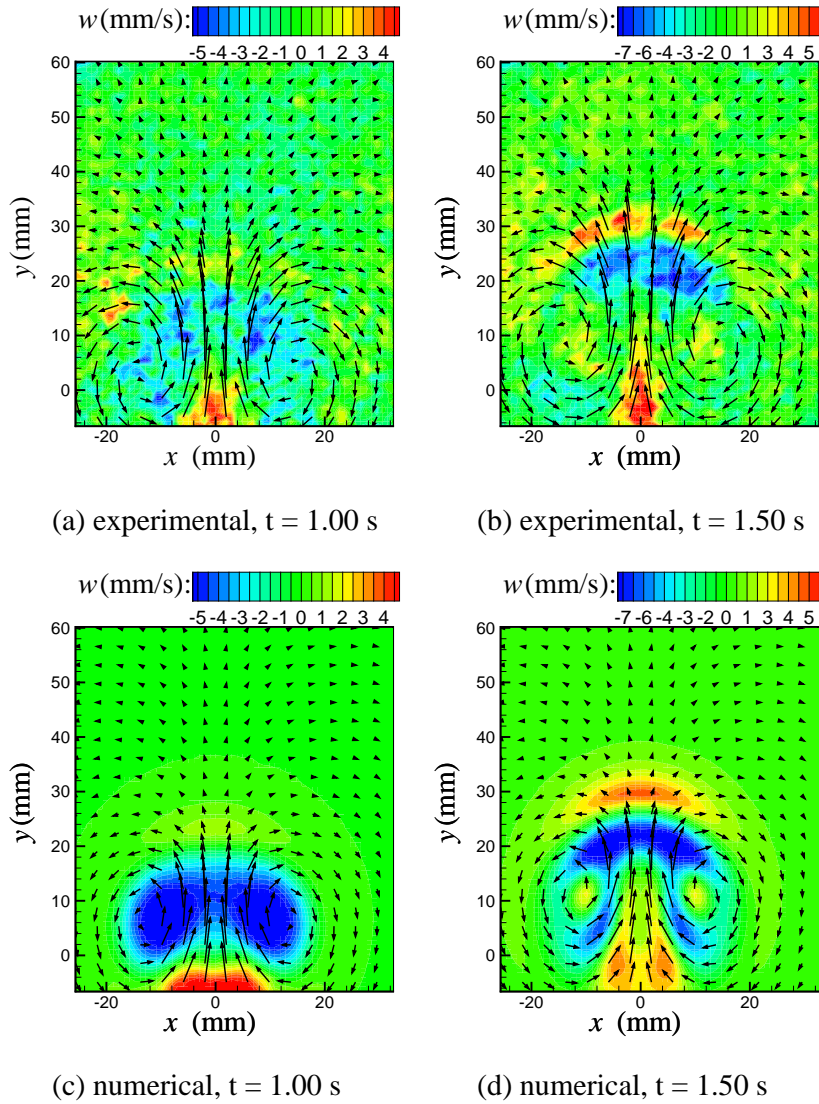 w(mm/s): w(mm/s):
-5 -4 -2 -1 0 1 2 3 4 -7 -6 -4 -3 -2 0 1 3 5
60 60
50 50
40 40
30 30
20 20
10 10
0 0
y(mm) y(mm)
-20 0 20 -20 0 20
x (mm) x (mm)
(a) experimental, t = 1.00 s (b) experimental, t = 1.50 s
w(mm/s): w(mm/s):
-5 -4 -2 -1 0 1 2 3 4 -7 -6 -4 -3 -2 0 1 3 5
60 60
50 50
40 40
30 30
20 20
10 10
0 0
y(mm) y(mm)
-20 0 20 -20 0 20
x (mm) x (mm)
(c) numerical, t = 1.00 s (d) numerical, t = 1.50 s